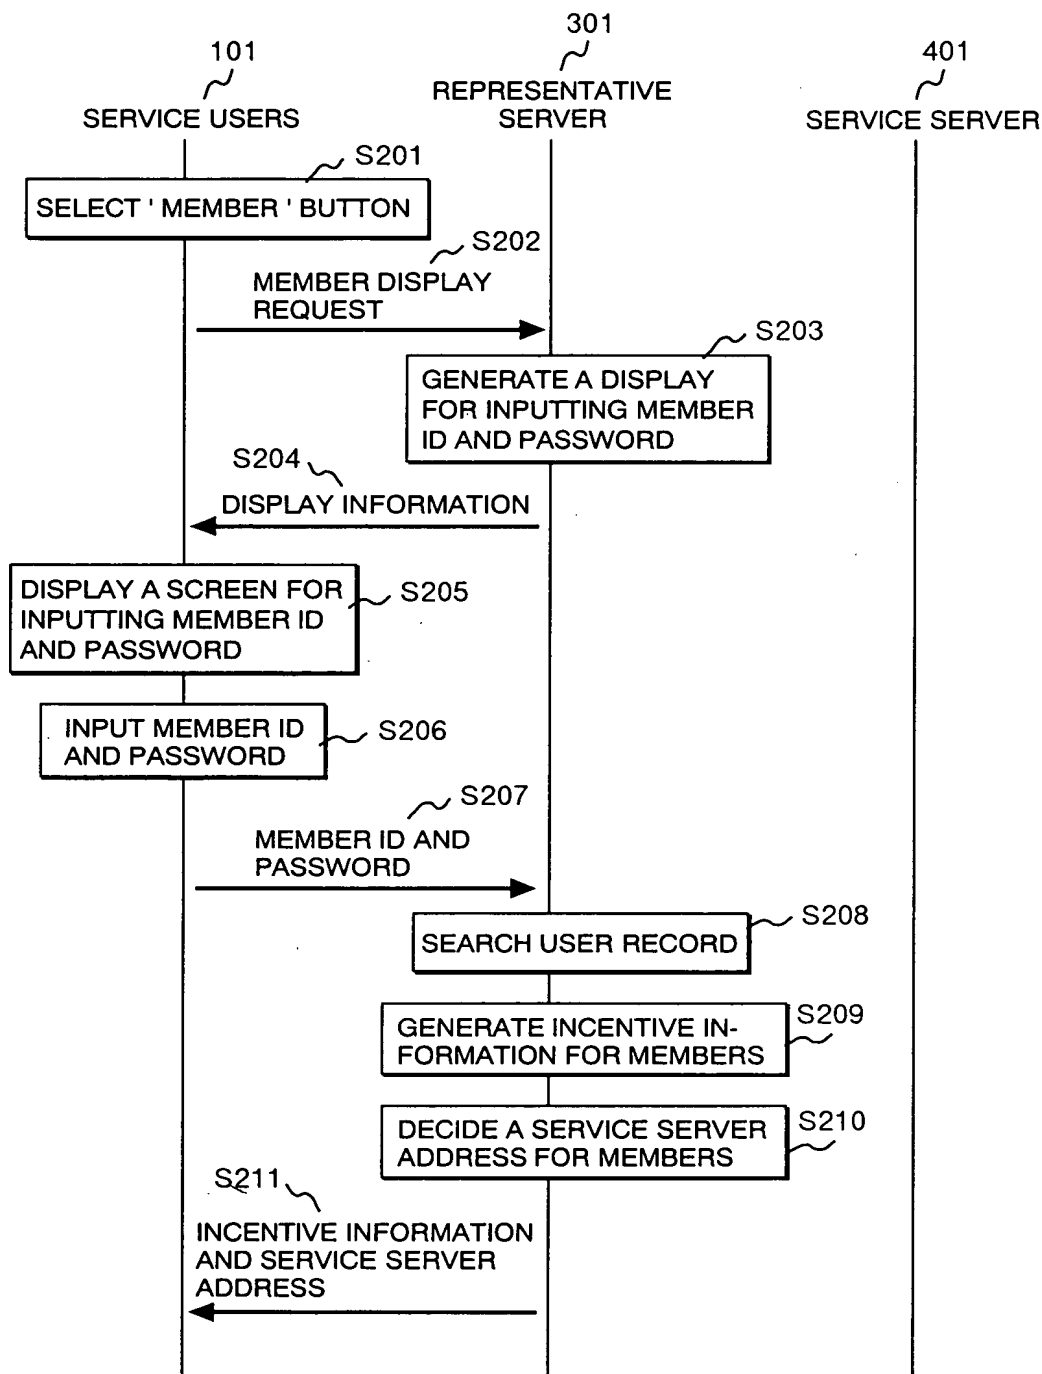 101
SERVICE USERS
301
REPRESENTATIVE
SERVER
401
SERVICE SERVER
S201
SELECT ' MEMBER ' BUTTON
S202
MEMBER DISPLAY
REQUEST
S203
GENERATE A DISPLAY
FOR INPUTTING MEMBER
ID AND PASSWORD
S204
DISPLAY INFORMATION
DISPLAY A SCREEN FOR
INPUTTING MEMBER ID
AND PASSWORD
S205
INPUT MEMBER ID
AND PASSWORD
S206
S207
MEMBER ID AND
PASSWORD
S208
SEARCH USER RECORD
S209
GENERATE INCENTIVE IN-
FORMATION FOR MEMBERS
S210
DECIDE A SERVICE SERVER
ADDRESS FOR MEMBERS
S211
INCENTIVE INFORMATION
AND SERVICE SERVER
ADDRESS